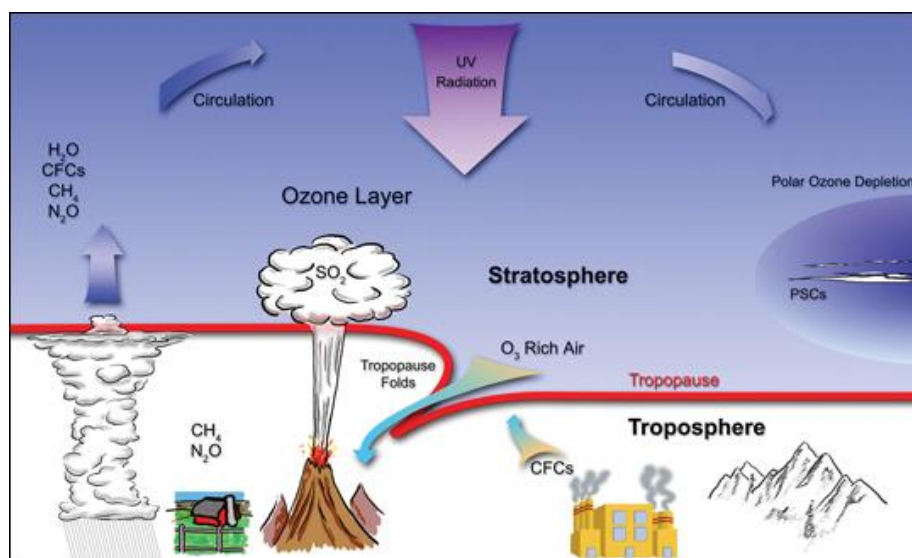 UV
Radiation
Circulation
Circulation
H₂O
CFCs
CH₄
N₂O
Polar Ozone Depletion
Ozone Layer
SO₂
Stratosphere
PSCs
O₃ Rich Air
Tropopause
Folds
Tropopause
CH₄
N₂O
Troposphere
CFCs